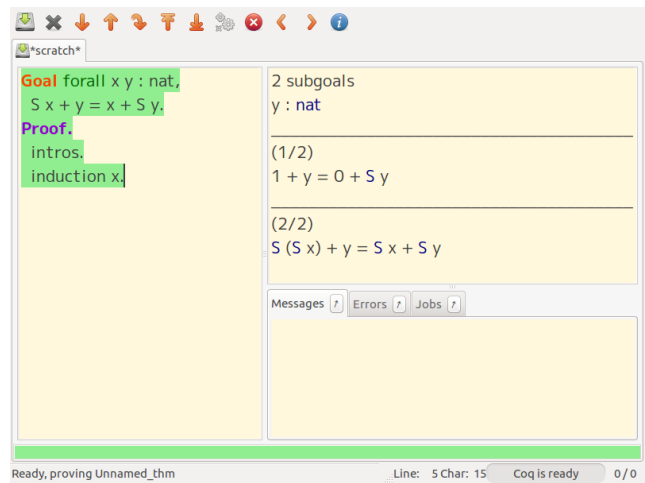 *scratch*
Goal forall x y : nat,
S x + y = x + S y.
Proof.
intros.
induction x.
2 subgoals
y : nat
(1/2)
1 + y = 0 + S y
(2/2)
S (S x) + y = S x + S y
Messages Errors Jobs
Ready, proving Unnamed_thm Line: 5 Char: 15 Coq is ready 0 / 0